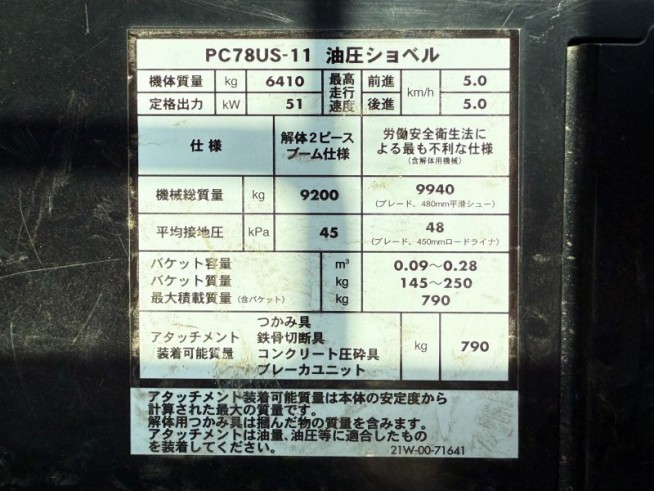 PC78US-11 油圧ショベル
機体質量 kg 6410 最高走行速度 前進 km/h 5.0
定格出力 kW 51 後進 5.0
仕様 解体2ピースブーム仕様 労働安全衛生法による最も不利な仕様(含解体用機械)
機械総質量 kg 9200 9940
(ブレード、480mm平滑シュー)
平均接地圧 kPa 45 48
(ブレード、450mmロードライナ)
バケット容量 m³ 0.09〜0.28
バケット質量 kg 145〜250
最大積載質量(含バケット) kg 790
アタッチメント装着可能質量 つかみ具 kg 790
鉄骨切断具
コンクリート圧砕具
ブレーカユニット
アタッチメント装着可能質量は本体の安定度から
計算された最大の質量です。
解体用つかみ具は掴んだ物の質量を含みます。
アタッチメントは油量、油圧等に適合したもの
を装着してください。 21W-00-71641